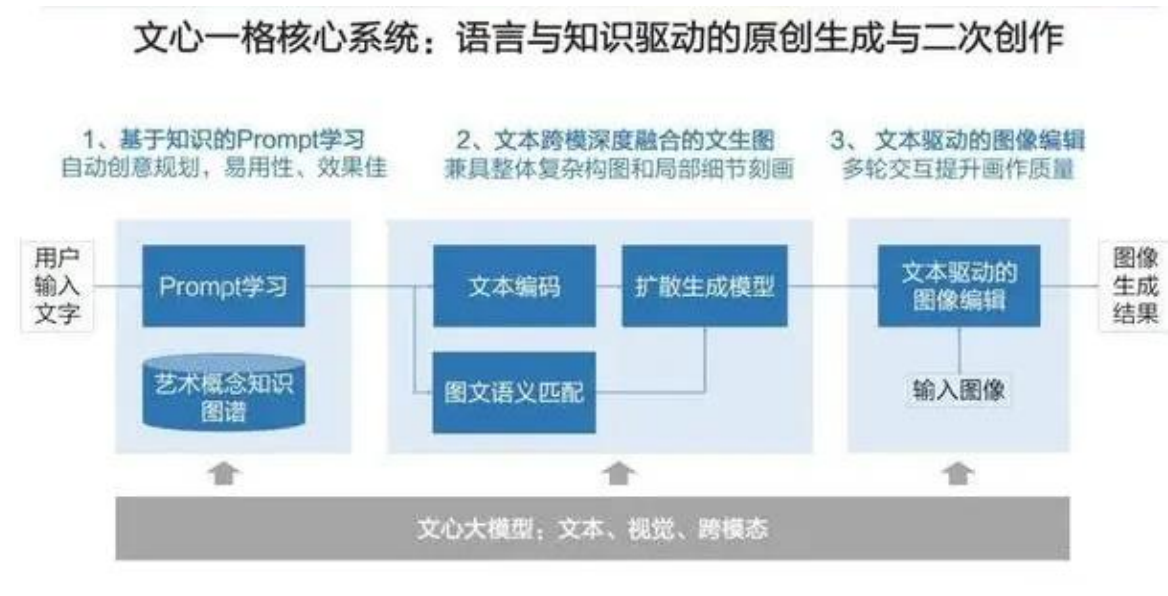 文心一格核心系统：语言与知识驱动的原创生成与二次创作
1、基于知识的Prompt学习
自动创意规划，易用性、效果佳
2、文本跨模深度融合的文生图
兼具整体复杂构图和局部细节刻画
3、文本驱动的图像编辑
多轮交互提升画作质量
用户
输入
文字
Prompt学习
艺术概念知识
图谱
文本编码
扩散生成模型
图文语义匹配
文本驱动的
图像编辑
输入图像
图像
生成
结果
文心大模型：文本、视觉、跨模态